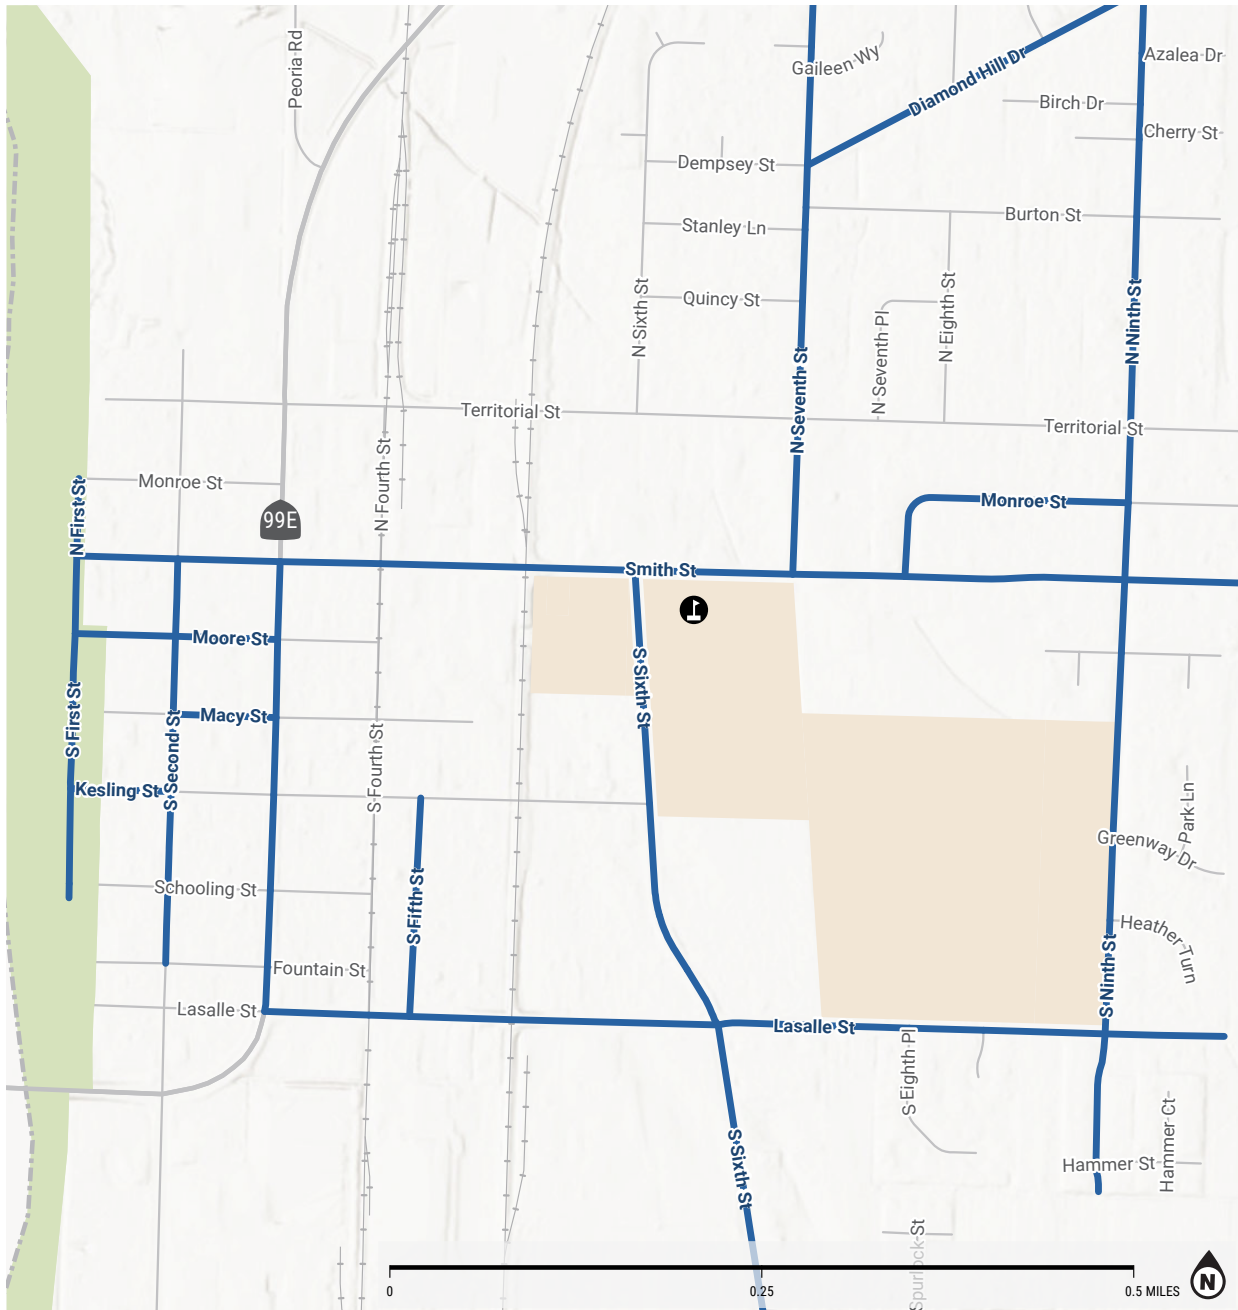 Peoria Rd
Gaileen Wy
Diamond Hill Dr
Azalea Dr
Birch Dr
Cherry St
Dempsey St
Burton St
Stanley Ln
N Sixth St
Quincy St
N Seventh Pl
N Eighth St
N Ninth St
N Seventh St
Territorial St
Territorial St
N Fourth St
Monroe St
N First St
99E
Monroe St
Smith St
Moore St
S Sixth St
S First St
Macy St
S Second St
S Fourth St
Kesling St
Park Ln
Greenway Dr
Schooling St
S Fifth St
Heather Turn
S Ninth St
Fountain St
Lasalle St
Lasalle St
S Eighth Pl
S Sixth St
Hammer Ct
Hammer St
Spurlock St
0
0.25
0.5 MILES
N